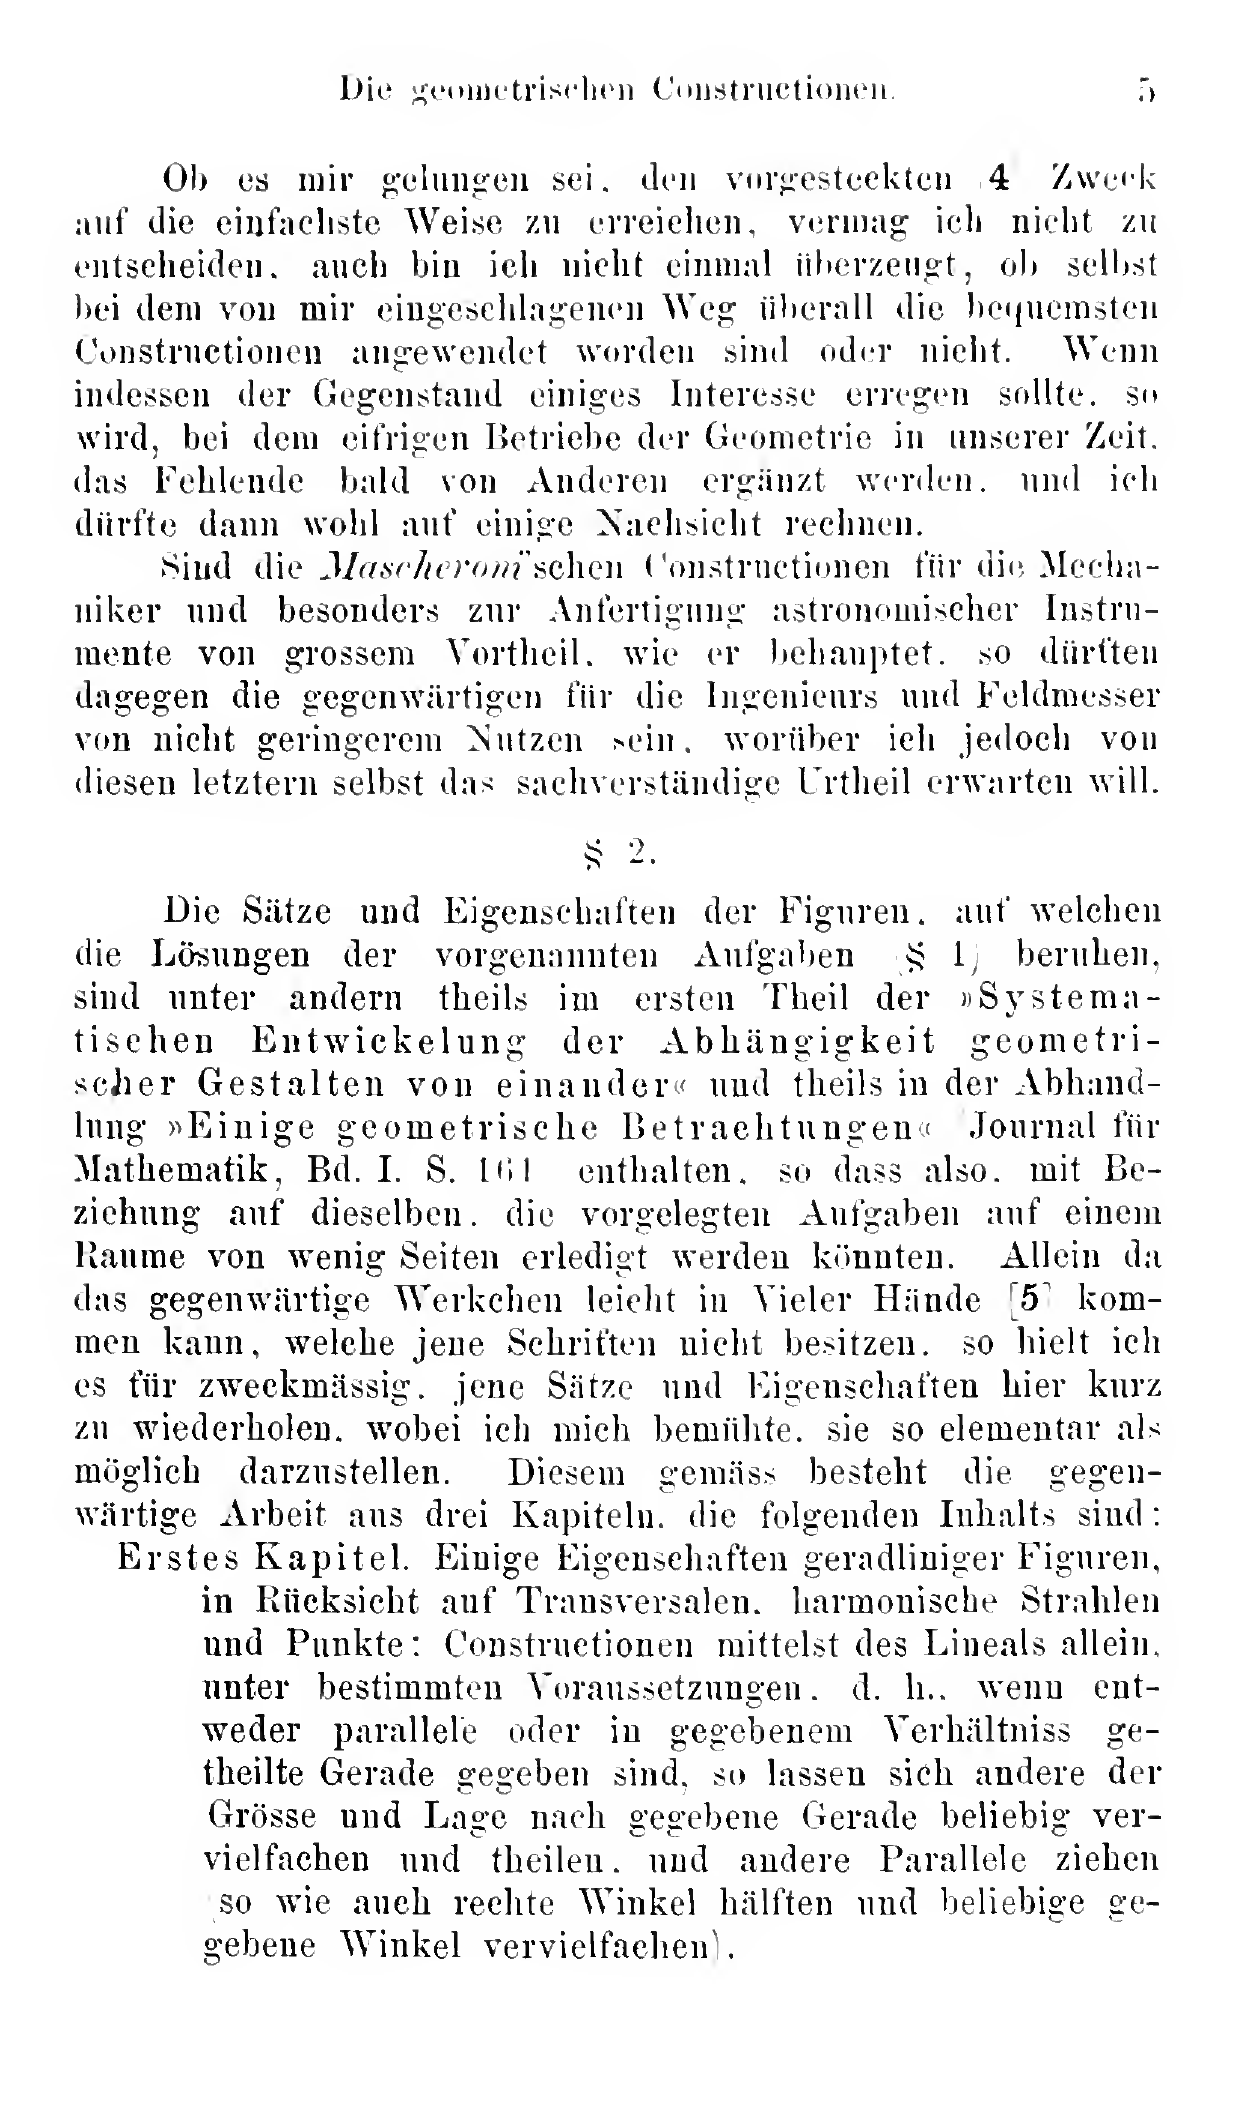 Die geometrischen Constructionen. 5
Ob es mir gelungen sei, den vorgesteckten 4 Zweck
auf die einfachste Weise zu erreichen, vermag ich nicht zu
entscheiden, auch bin ich nicht einmal überzeugt, ob selbst
bei dem von mir eingeschlagenen Weg überall die bequemsten
Constructionen angewendet worden sind oder nicht. Wenn
indessen der Gegenstand einiges Interesse erregen sollte, so
wird, bei dem eifrigen Betriebe der Geometrie in unserer Zeit,
das Fehlende bald von Anderen ergänzt werden, und ich
dürfte dann wohl auf einige Nachsicht rechnen.
Sind die Mascheroni'schen Constructionen für die Mecha-
niker und besonders zur Anfertigung astronomischer Instru-
mente von grossem Vortheil, wie er behauptet, so dürften
dagegen die gegenwärtigen für die Ingenieurs und Feldmesser
von nicht geringerem Nutzen sein, worüber ich jedoch von
diesen letztern selbst das sachverständige Urtheil erwarten will.
§ 2.
Die Sätze und Eigenschaften der Figuren, auf welchen
die Lösungen der vorgenannten Aufgaben § 1) beruhen,
sind unter andern theils im ersten Theil der »Systema-
tischen Entwickelung der Abhängigkeit geometri-
scher Gestalten von einander« und theils in der Abhand-
lung »Einige geometrische Betrachtungen« Journal für
Mathematik, Bd. I. S. 161 enthalten, so dass also, mit Be-
ziehung auf dieselben, die vorgelegten Aufgaben auf einem
Raume von wenig Seiten erledigt werden könnten. Allein da
das gegenwärtige Werkchen leicht in Vieler Hände [5] kom-
men kann, welche jene Schriften nicht besitzen, so hielt ich
es für zweckmässig, jene Sätze und Eigenschaften hier kurz
zu wiederholen, wobei ich mich bemühte, sie so elementar als
möglich darzustellen. Diesem gemäss besteht die gegen-
wärtige Arbeit aus drei Kapiteln, die folgenden Inhalts sind:
Erstes Kapitel. Einige Eigenschaften geradliniger Figuren,
in Rücksicht auf Transversalen, harmonische Strahlen
und Punkte: Constructionen mittelst des Lineals allein,
unter bestimmten Voraussetzungen, d. h., wenn ent-
weder parallele oder in gegebenem Verhältniss ge-
theilte Gerade gegeben sind, so lassen sich andere der
Grösse und Lage nach gegebene Gerade beliebig ver-
vielfachen und theilen, und andere Parallele ziehen
so wie auch rechte Winkel hälften und beliebige ge-
gebene Winkel vervielfachen).